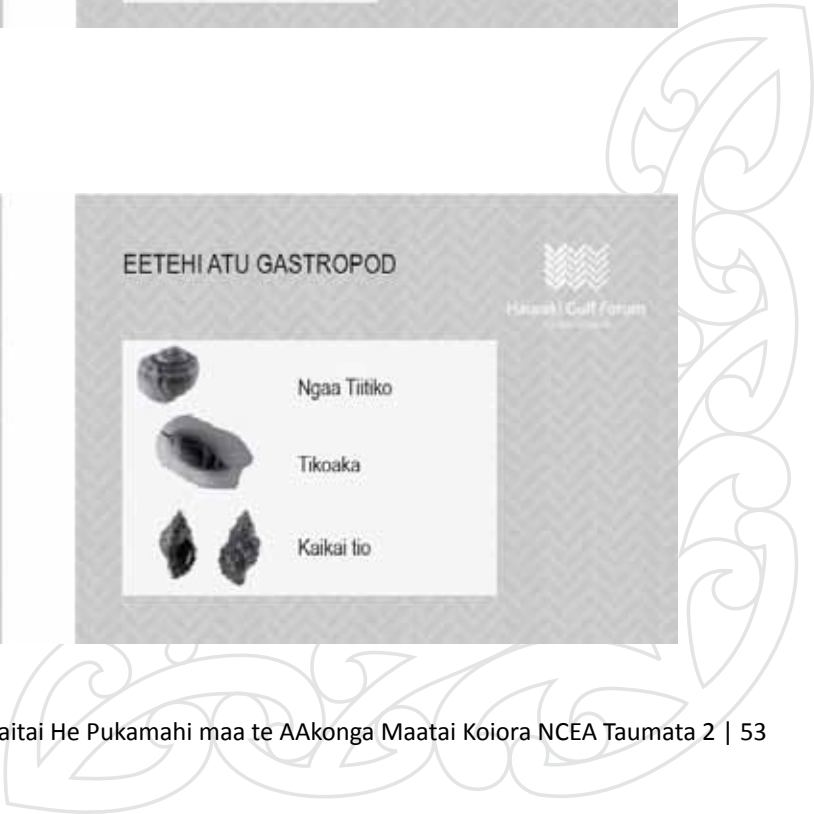 EETEHI ATU GASTROPOD
Hauraki Gulf Forum
Ngaa Tiitiko
Tikoaka
Kaikai tio
aitai He Pukamahi maa te AAkonga Maatai Koiora NCEA Taumata 2 | 53